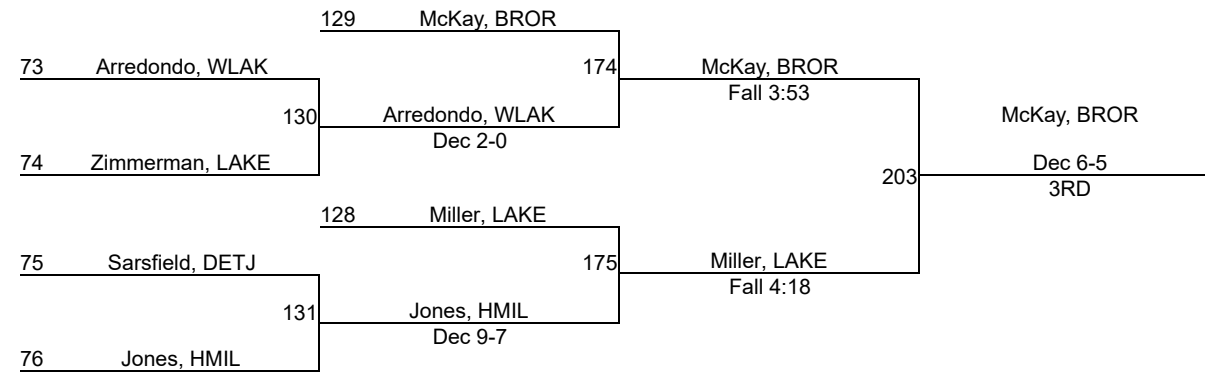 129 McKay, BROR
73 Arredondo, WLAK
174 McKay, BROR
Fall 3:53
130 Arredondo, WLAK
Dec 2-0
McKay, BROR
74 Zimmerman, LAKE
203 Dec 6-5
3RD
128 Miller, LAKE
75 Sarsfield, DETJ
175 Miller, LAKE
Fall 4:18
131 Jones, HMIL
Dec 9-7
76 Jones, HMIL